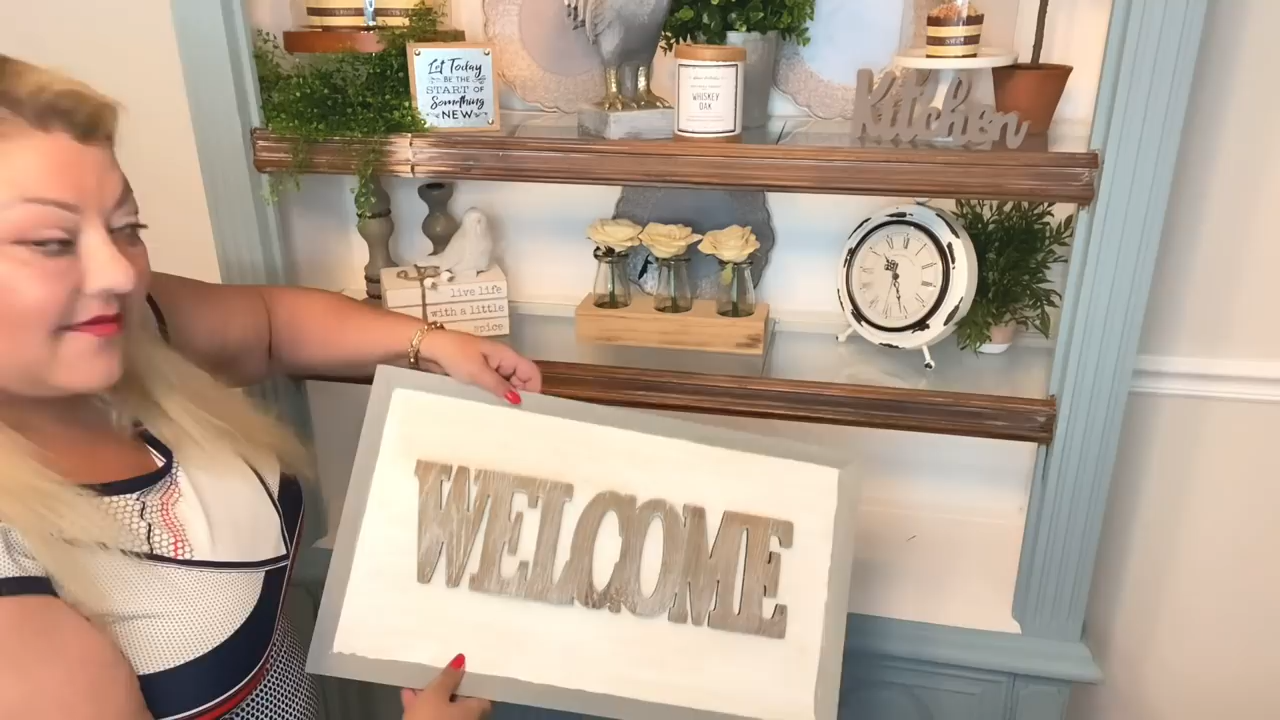 Let Today
BE THE
START OF
Something
NEW
WHISKEY
OAK
Kitchen
live life
with a little
spice
WELCOME